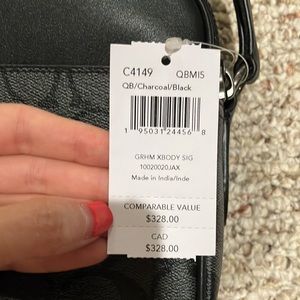 C4149 QBMI5
QB/Charcoal/Black
1 95031 24456 8
GRHM XBODY SIG
10020020JAX
Made in India/Inde
COMPARABLE VALUE
$328.00
CAD
$328.00